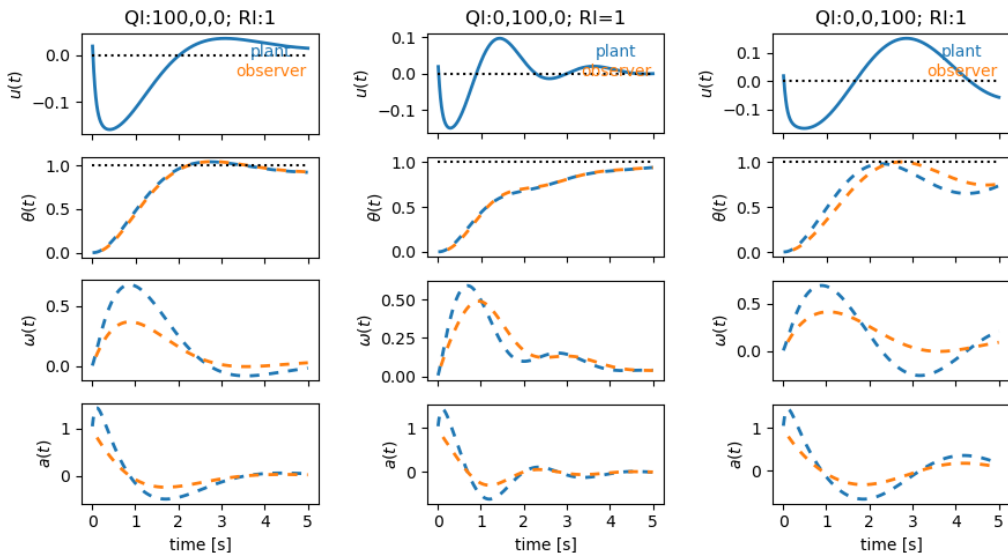 QI:100,0,0; RI:1
0.0
−0.1
u(t)
plant
observer
1.0
0.5
0.0
θ(t)
0.5
0.0
ω(t)
1
0
a(t)
0 1 2 3 4 5
time [s]
QI:0,100,0; RI=1
0.1
0.0
−0.1
u(t)
plant
observer
1.0
0.5
0.0
θ(t)
0.50
0.25
0.00
ω(t)
1
0
a(t)
0 1 2 3 4 5
time [s]
QI:0,0,100; RI:1
0.1
0.0
−0.1
u(t)
plant
observer
1.0
0.5
0.0
θ(t)
0.5
0.0
ω(t)
1
0
a(t)
0 1 2 3 4 5
time [s]